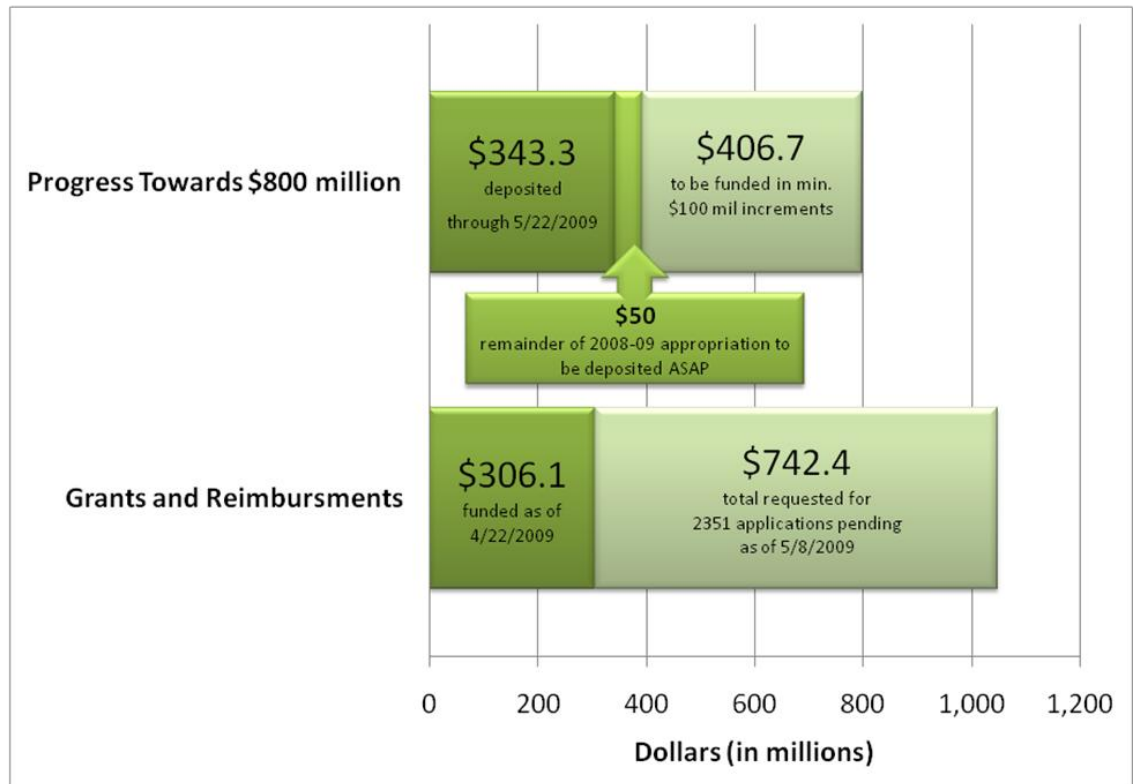 Progress Towards $800 million
$343.3
deposited
through 5/22/2009
$406.7
to be funded in min.
$100 mil increments
$50
remainder of 2008-09 appropriation to
be deposited ASAP
Grants and Reimbursments
$306.1
funded as of
4/22/2009
$742.4
total requested for
2351 applications pending
as of 5/8/2009
0 200 400 600 800 1,000 1,200
Dollars (in millions)